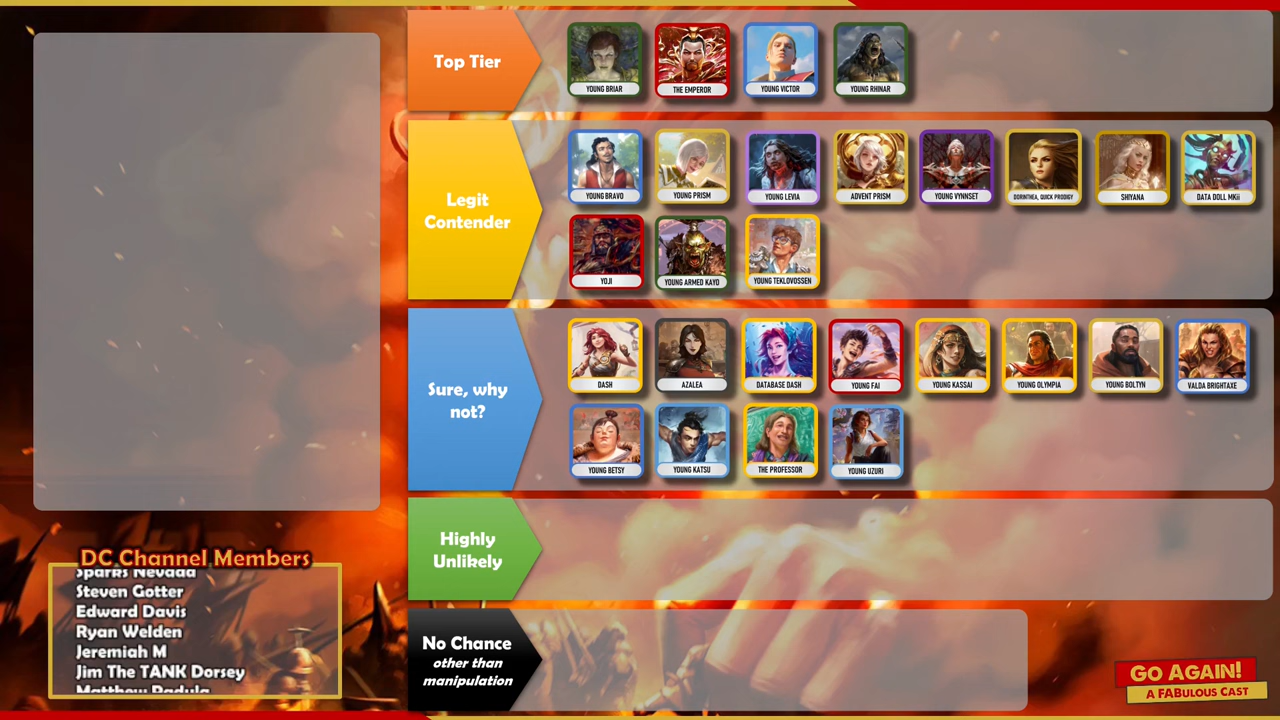 Top Tier
YOUNG BRIAR
THE EMPEROR
YOUNG VICTOR
YOUNG RHINAR
Legit
Contender
YOUNG BRAVO
YOUNG PRISM
YOUNG LEVIA
ADVENT PRISM
YOUNG VYNNSET
DORINTHEA, QUICK PRODIGY
SHIYANA
DATA DOLL MKii
YOJI
YOUNG ARMED KAYO
YOUNG TEKLOVOSSEN
Sure, why
not?
DASH
AZALEA
DATABASE DASH
YOUNG FAI
YOUNG KASSAI
YOUNG OLYMPIA
YOUNG BOLTYN
VALDA BRIGHTAXE
YOUNG BETSY
YOUNG KATSU
THE PROFESSOR
YOUNG UZURI
Highly
Unlikely
No Chance
other than
manipulation
DC Channel Members
Sparks Nevada
Steven Gotter
Edward Davis
Ryan Welden
Jeremiah M
Jim The TANK Dorsey
Matthew Padula
GO AGAIN!
A FABULOUS CAST